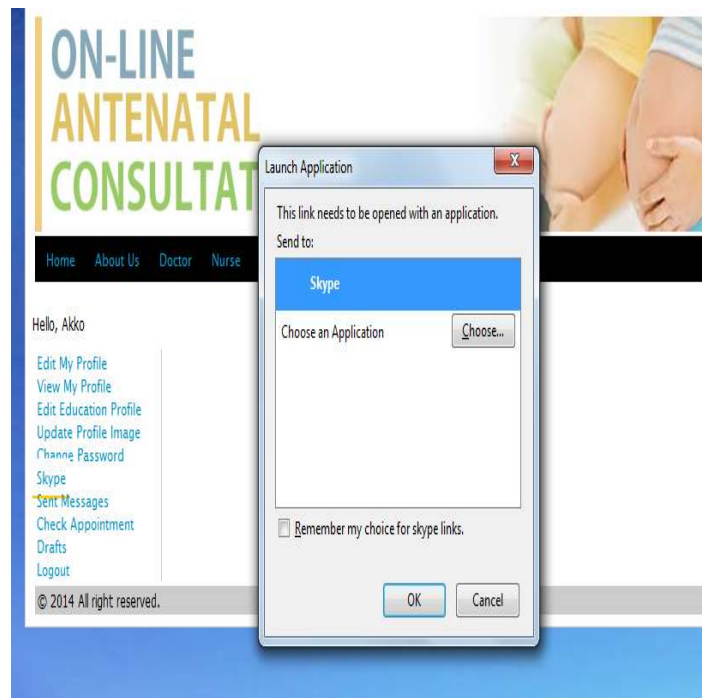 ON-LINE
ANTENATAL
CONSULTAT
Launch Application
X
This link needs to be opened with an application.
Send to:
Skype
Choose an Application
Choose...
Remember my choice for skype links.
OK Cancel
Home About Us Doctor Nurse
Hello, Akko
Edit My Profile
View My Profile
Edit Education Profile
Update Profile Image
Change Password
Skype
Sent Messages
Check Appointment
Drafts
Logout
© 2014 All right reserved.